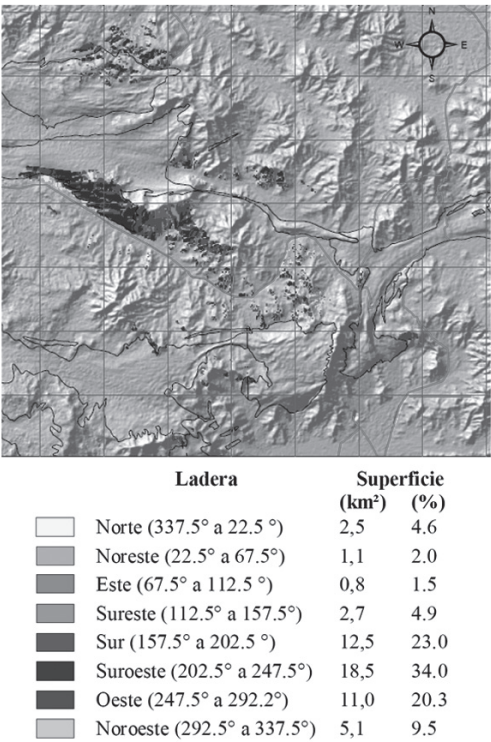 N
W E
S
Ladera Superficie
(km²) (%)
Norte (337.5° a 22.5 °) 2,5 4.6
Noreste (22.5° a 67.5°) 1,1 2.0
Este (67.5° a 112.5 °) 0,8 1.5
Sureste (112.5° a 157.5°) 2,7 4.9
Sur (157.5° a 202.5 °) 12,5 23.0
Suroeste (202.5° a 247.5°) 18,5 34.0
Oeste (247.5° a 292.2°) 11,0 20.3
Noroeste (292.5° a 337.5°) 5,1 9.5